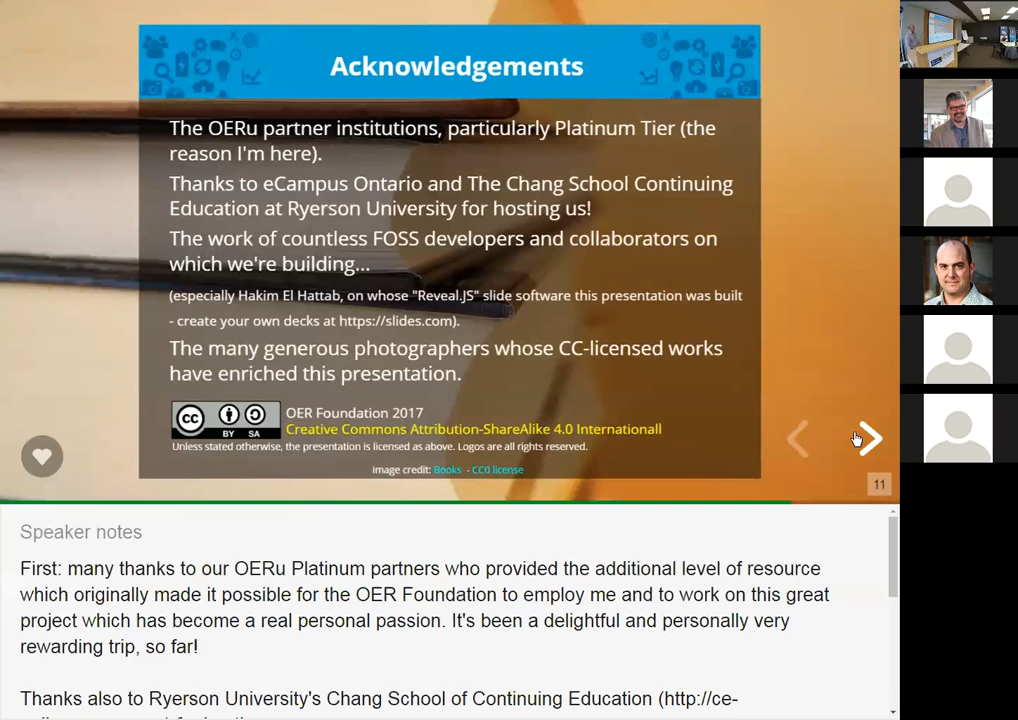 Acknowledgements
The OERu partner institutions, particularly Platinum Tier (the
reason I'm here).
Thanks to eCampus Ontario and The Chang School Continuing
Education at Ryerson University for hosting us!
The work of countless FOSS developers and collaborators on
which we're building...
(especially Hakim El Hattab, on whose "Reveal.JS" slide software this presentation was built
- create your own decks at https://slides.com).
The many generous photographers whose CC-licensed works
have enriched this presentation.
CC BY SA
OER Foundation 2017
Creative Commons Attribution-ShareAlike 4.0 Internationall
Unless stated otherwise, the presentation is licensed as above. Logos are all rights reserved.
image credit: Books - CC0 license
11
Speaker notes
First: many thanks to our OERu Platinum partners who provided the additional level of resource
which originally made it possible for the OER Foundation to employ me and to work on this great
project which has become a real personal passion. It's been a delightful and personally very
rewarding trip, so far!
Thanks also to Ryerson University's Chang School of Continuing Education (http://ce-